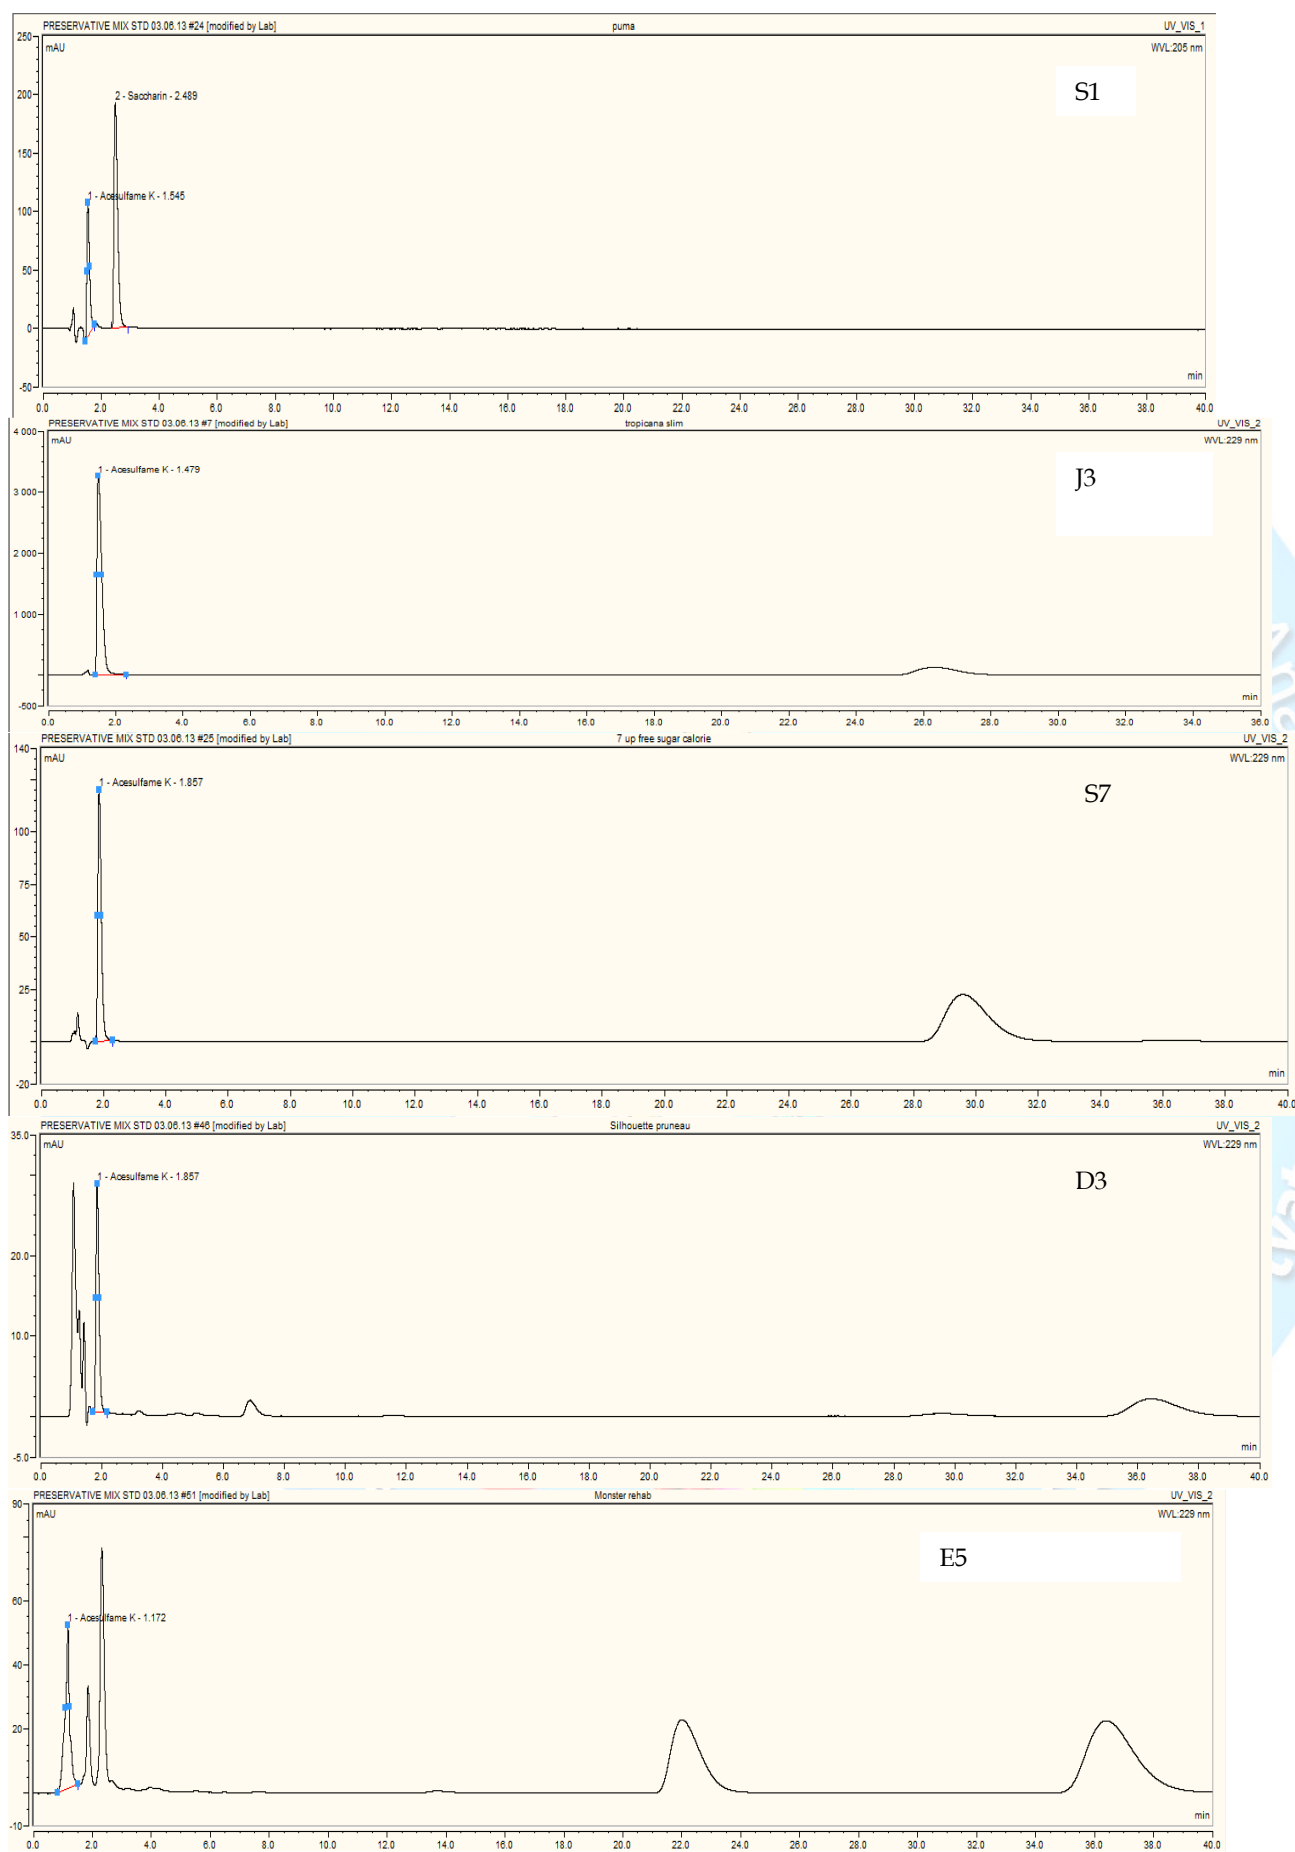 PRESERVATIVE MIX STD 03.06.13 #24 [modified by Lab] puma UV_VIS_1
mAU WVL:205 nm
S1
2 - Saccharin - 2.489
1 - Acesulfame K - 1.545
250
200
150
100
50
0
-50
min
0.0 2.0 4.0 6.0 8.0 10.0 12.0 14.0 16.0 18.0 20.0 22.0 24.0 26.0 28.0 30.0 32.0 34.0 36.0 38.0 40.0
PRESERVATIVE MIX STD 03.06.13 #7 [modified by Lab] tropicana slim UV_VIS_2
mAU WVL:229 nm
J3
1 - Acesulfame K - 1.479
4 000
3 000
2 000
1 000
-500
min
0.0 2.0 4.0 6.0 8.0 10.0 12.0 14.0 16.0 18.0 20.0 22.0 24.0 26.0 28.0 30.0 32.0 34.0 36.0
PRESERVATIVE MIX STD 03.06.13 #25 [modified by Lab] 7 up free sugar calorie UV_VIS_2
mAU WVL:229 nm
S7
1 - Acesulfame K - 1.857
140
100
75
50
25
-20
min
0.0 2.0 4.0 6.0 8.0 10.0 12.0 14.0 16.0 18.0 20.0 22.0 24.0 26.0 28.0 30.0 32.0 34.0 36.0 38.0 40.0
PRESERVATIVE MIX STD 03.06.13 #46 [modified by Lab] Silhouette pruneau UV_VIS_2
mAU WVL:229 nm
D3
1 - Acesulfame K - 1.857
35.0
20.0
10.0
-5.0
min
0.0 2.0 4.0 6.0 8.0 10.0 12.0 14.0 16.0 18.0 20.0 22.0 24.0 26.0 28.0 30.0 32.0 34.0 36.0 38.0 40.0
PRESERVATIVE MIX STD 03.06.13 #51 [modified by Lab] Monster rehab UV_VIS_2
mAU WVL:229 nm
E5
1 - Acesulfame K - 1.172
90
60
40
20
-10
min
0.0 2.0 4.0 6.0 8.0 10.0 12.0 14.0 16.0 18.0 20.0 22.0 24.0 26.0 28.0 30.0 32.0 34.0 36.0 38.0 40.0